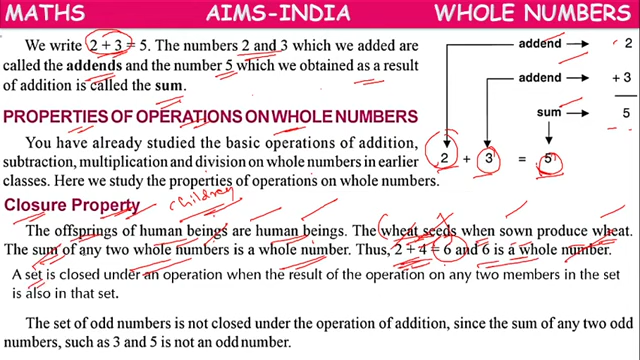 MATHS AIMS-INDIA WHOLE NUMBERS
We write 2 + 3 = 5. The numbers 2 and 3 which we added are
called the addends and the number 5 which we obtained as a result
of addition is called the sum.
addend 2
addend + 3
sum 5
2 + 3 = 5
PROPERTIES OF OPERATIONS ON WHOLE NUMBERS
You have already studied the basic operations of addition,
subtraction, multiplication and division on whole numbers in earlier
classes. Here we study the properties of operations on whole numbers.
children
Closure Property
The offsprings of human beings are human beings. The wheat seeds when sown produce wheat.
The sum of any two whole numbers is a whole number. Thus, 2 + 4 = 6 and 6 is a whole number.
A set is closed under an operation when the result of the operation on any two members in the set
is also in that set.
The set of odd numbers is not closed under the operation of addition, since the sum of any two odd
numbers, such as 3 and 5 is not an odd number.